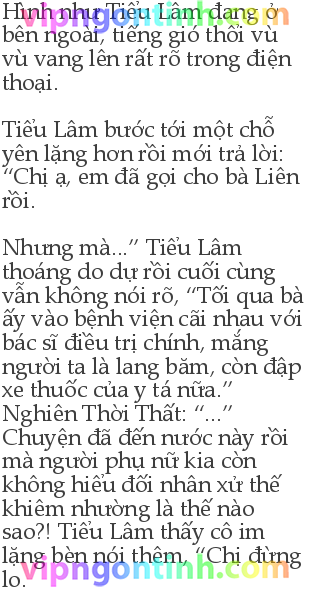 Hình như Tiểu Lâm đang ở
bên ngoài, tiếng gió thổi vù
vù vang lên rất rõ trong điện
thoại.
Tiểu Lâm bước tới một chỗ
yên lặng hơn rồi mới trả lời:
“Chị ạ, em đã gọi cho bà Liên
rồi.
Nhưng mà...” Tiểu Lâm
thoáng do dự rồi cuối cùng
vẫn không nói rõ, “Tối qua bà
ấy vào bệnh viện cãi nhau với
bác sĩ điều trị chính, mắng
người ta là lang băm, còn đập
xe thuốc của y tá nữa.”
Nghiên Thời Thất: “...”
Chuyện đã đến nước này rồi
mà người phụ nữ kia còn
không hiểu đối nhân xử thế
khiêm nhường là thế nào
sao?! Tiểu Lâm thấy cô im
lặng bèn nói thêm, “Chị đừng
lo.
vipngontinh.com
vipngontinh.com